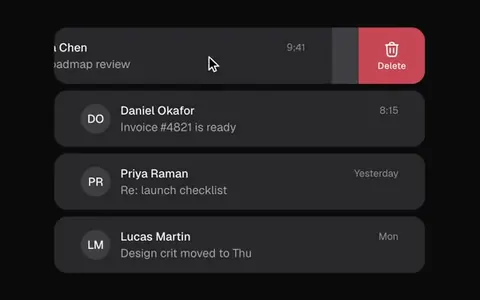 Chen
9:41
admap review
Delete
DO
Daniel Okafor
8:15
Invoice #4821 is ready
PR
Priya Raman
Yesterday
Re: launch checklist
LM
Lucas Martin
Mon
Design crit moved to Thu